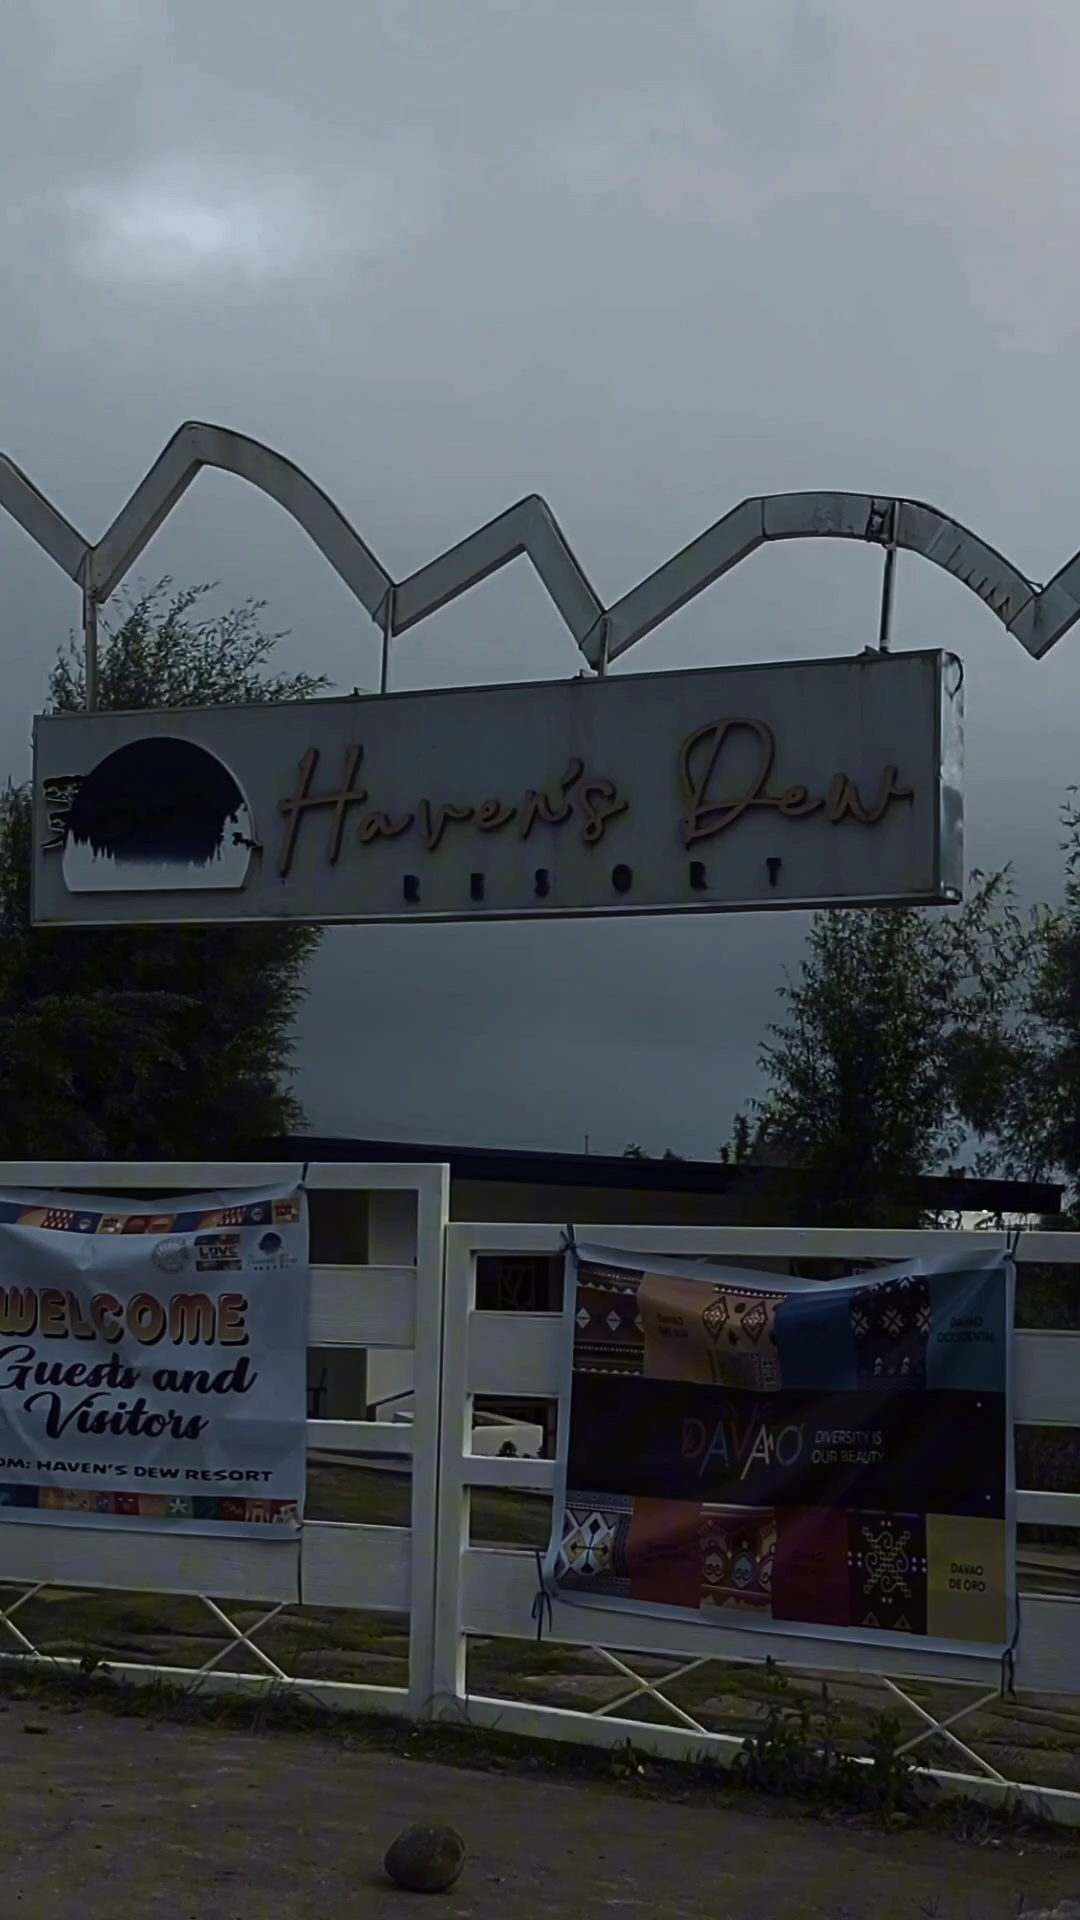 Haven's Dew
RESORT
LOVE
WELCOME
Guests and
Visitors
OM: HAVEN'S DEW RESORT
DAVAO
OCCIDENTAL
DAVAO
DIVERSITY IS
OUR BEAUTY
DAVAO
DE ORO